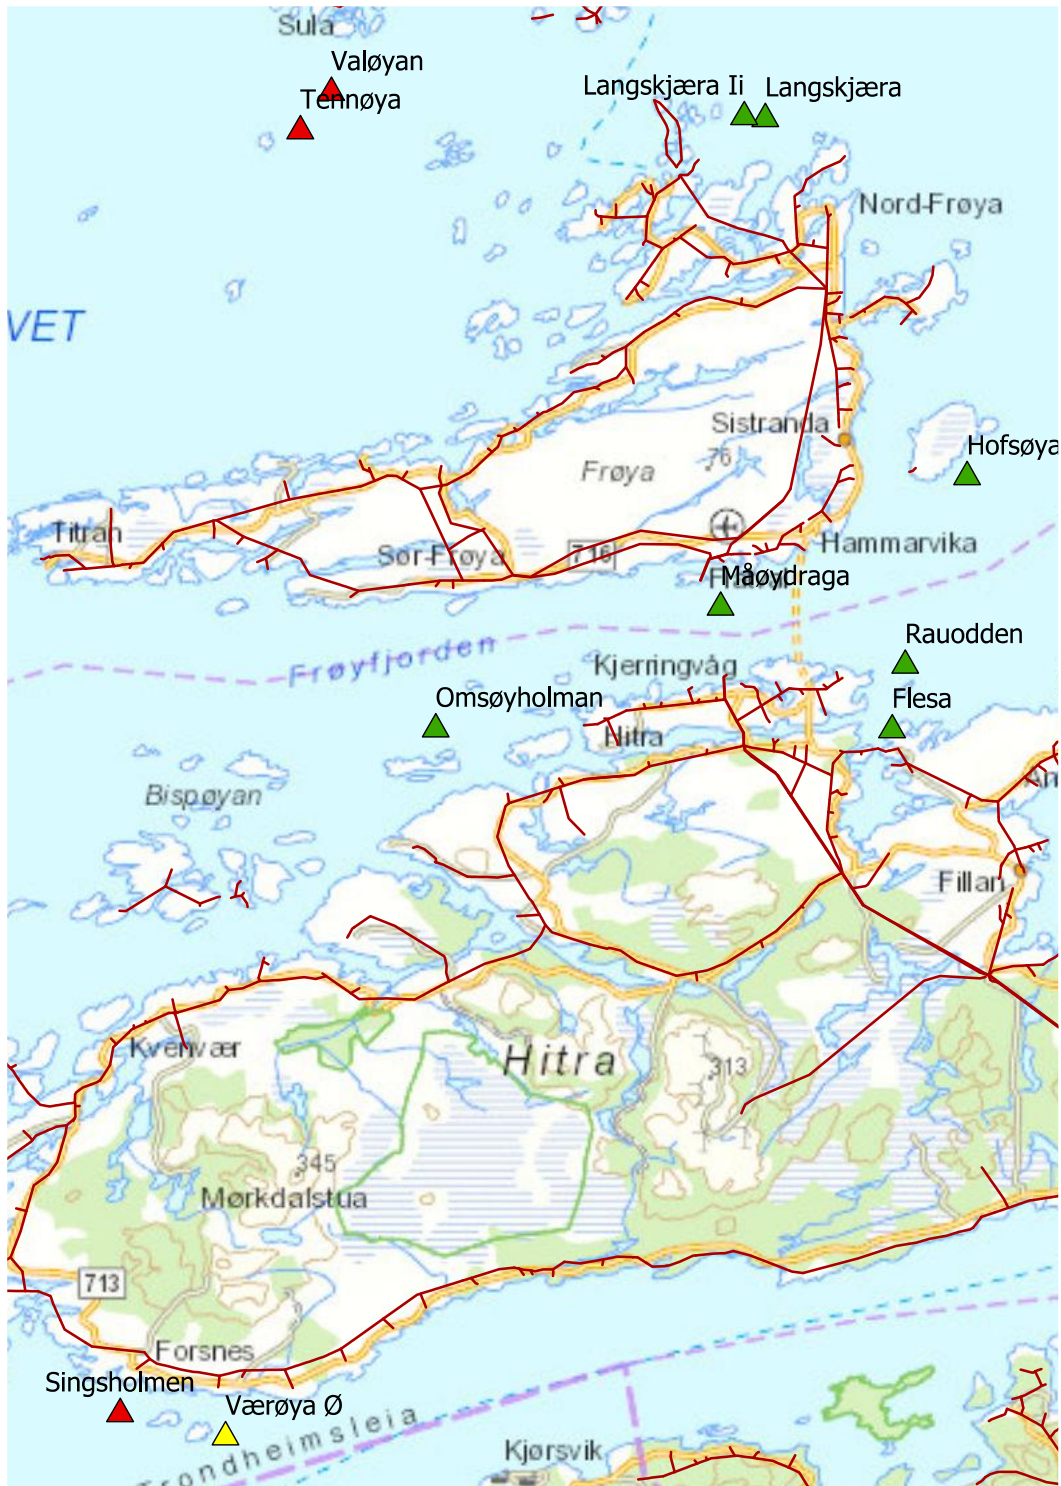 Sula
Valøyan
Tennøya
Langskjæra Ii
Langskjæra
Nord-Frøya
VET
Sistranda
76
Frøya
Hofsøya
Titran
Sør-Frøya
716
Hammarvika
Måøydraga
Frøyfjorden
Kjerringvåg
Rauodden
Omsøyholman
Flesa
Hitra
Bispøyan
An
Fillan
Kvenvær
Hitra
313
345
Mørkdalstua
713
Forsnes
Singsholmen
Værøya Ø
Trondheimsleia
Kjørsvik